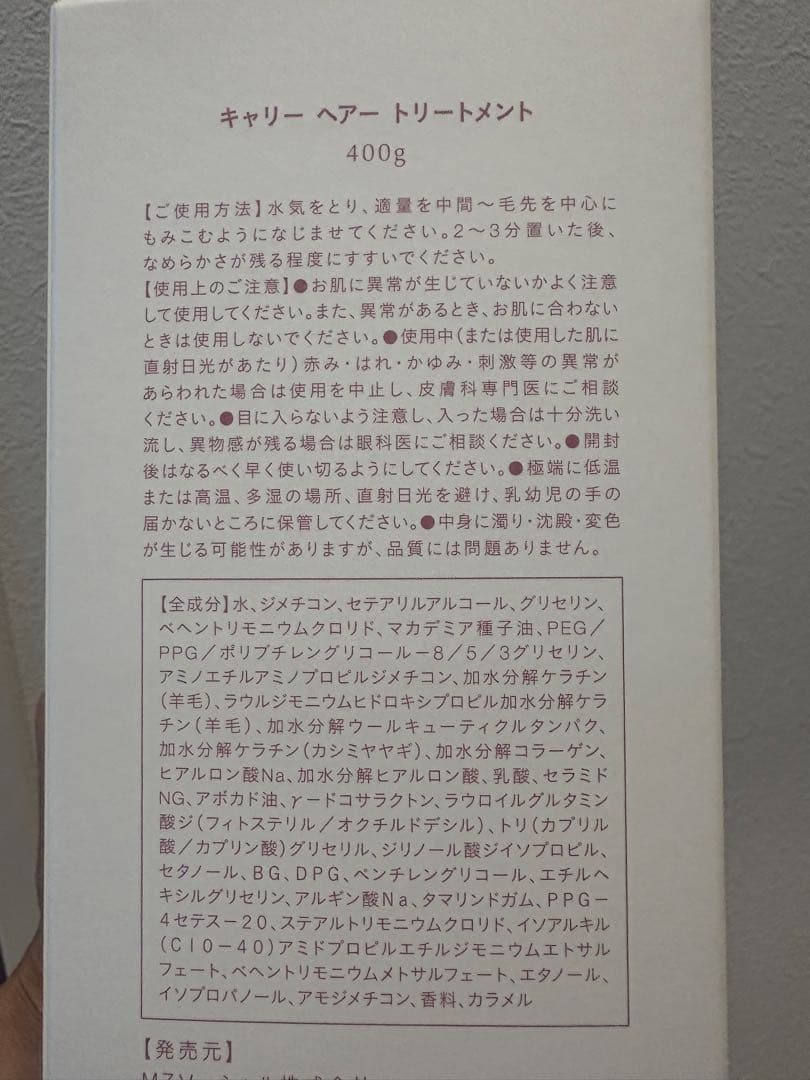 キャリー ヘアー トリートメント
400g
【ご使用方法】水気をとり、適量を中間〜毛先を中心に
もみこむようになじませてください。2〜3分置いた後、
なめらかさが残る程度にすすいでください。
【使用上のご注意】●お肌に異常が生じていないかよく注意
して使用してください。また、異常があるとき、お肌に合わない
ときは使用しないでください。●使用中(または使用した肌に
直射日光があたり)赤み・はれ・かゆみ・刺激等の異常が
あらわれた場合は使用を中止し、皮膚科専門医にご相談
ください。●目に入らないよう注意し、入った場合は十分洗い
流し、異物感が残る場合は眼科医にご相談ください。●開封
後はなるべく早く使い切るようにしてください。●極端に低温
または高温、多湿の場所、直射日光を避け、乳幼児の手の
届かないところに保管してください。●中身に濁り・沈殿・変色
が生じる可能性がありますが、品質には問題ありません。
【全成分】水、ジメチコン、セテアリルアルコール、グリセリン、
ベヘントリモニウムクロリド、マカデミア種子油、PEG／
PPG／ポリブチレングリコール－8／5／3グリセリン、
アミノエチルアミノプロピルジメチコン、加水分解ケラチン
(羊毛)、ラウルジモニウムヒドロキシプロピル加水分解ケラ
チン(羊毛)、加水分解ウールキューティクルタンパク、
加水分解ケラチン(カシミヤヤギ)、加水分解コラーゲン、
ヒアルロン酸Na、加水分解ヒアルロン酸、乳酸、セラミド
NG、アボカド油、γードコサラクトン、ラウロイルグルタミン
酸ジ(フィトステリル／オクチルドデシル)、トリ(カプリル
酸／カプリン酸)グリセリル、ジリノール酸ジイソプロピル、
セタノール、BG、DPG、ペンチレングリコール、エチルヘ
キシルグリセリン、アルギン酸Na、タマリンドガム、PPG－
4セテス－20、ステアルトリモニウムクロリド、イソアルキル
(C10－40)アミドプロピルエチルジモニウムエトサル
フェート、ベヘントリモニウムメトサルフェート、エタノール、
イソプロパノール、アモジメチコン、香料、カラメル
【発売元】